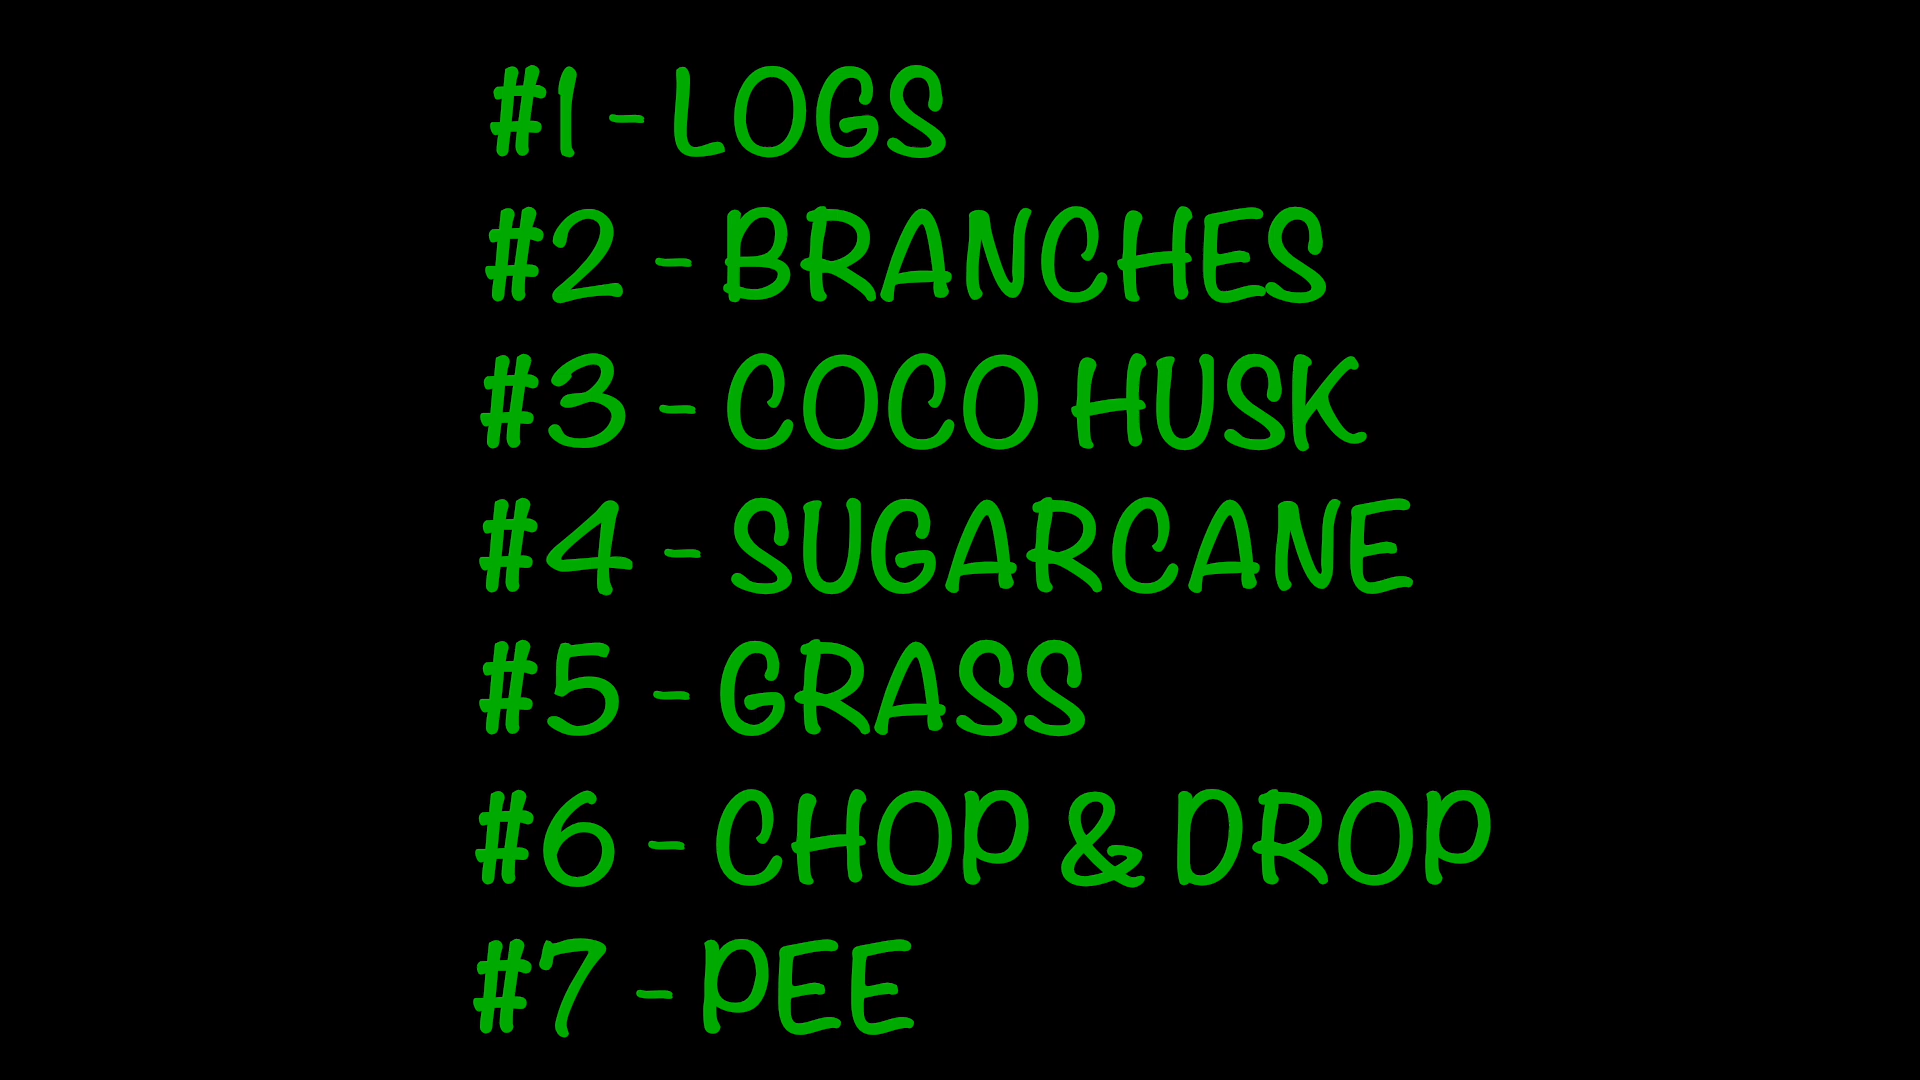 #1 - LOGS
#2 - BRANCHES
#3 - COCO HUSK
#4 - SUGARCANE
#5 - GRASS
#6 - CHOP & DROP
#7 - PEE